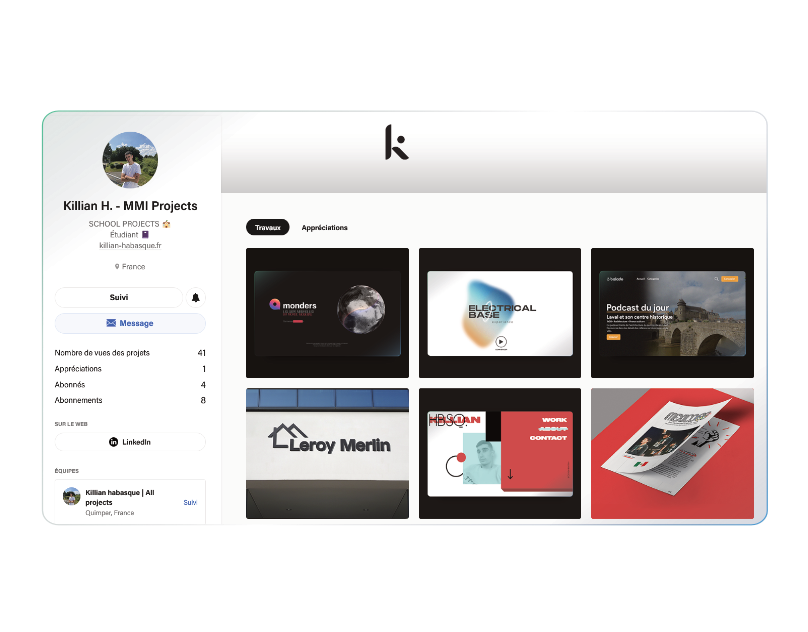 k
Killian H. - MMI Projects
SCHOOL PROJECTS
Étudiant
killian-habasque.fr
France
Suivi
Message
Nombre de vues des projets 41
Appréciations 1
Abonnés 4
Abonnements 8
SUR LE WEB
LinkedIn
ÉQUIPES
Killian habasque | All
projects
Suivi
Quimper, France
Travaux
Appréciations
monders
ELECTRICAL
BASE
balade
Podcast du jour
Laval et son centre historique
Leroy Merlin
HBSQ.
KILLIAN
WORK
ABOUT
CONTACT